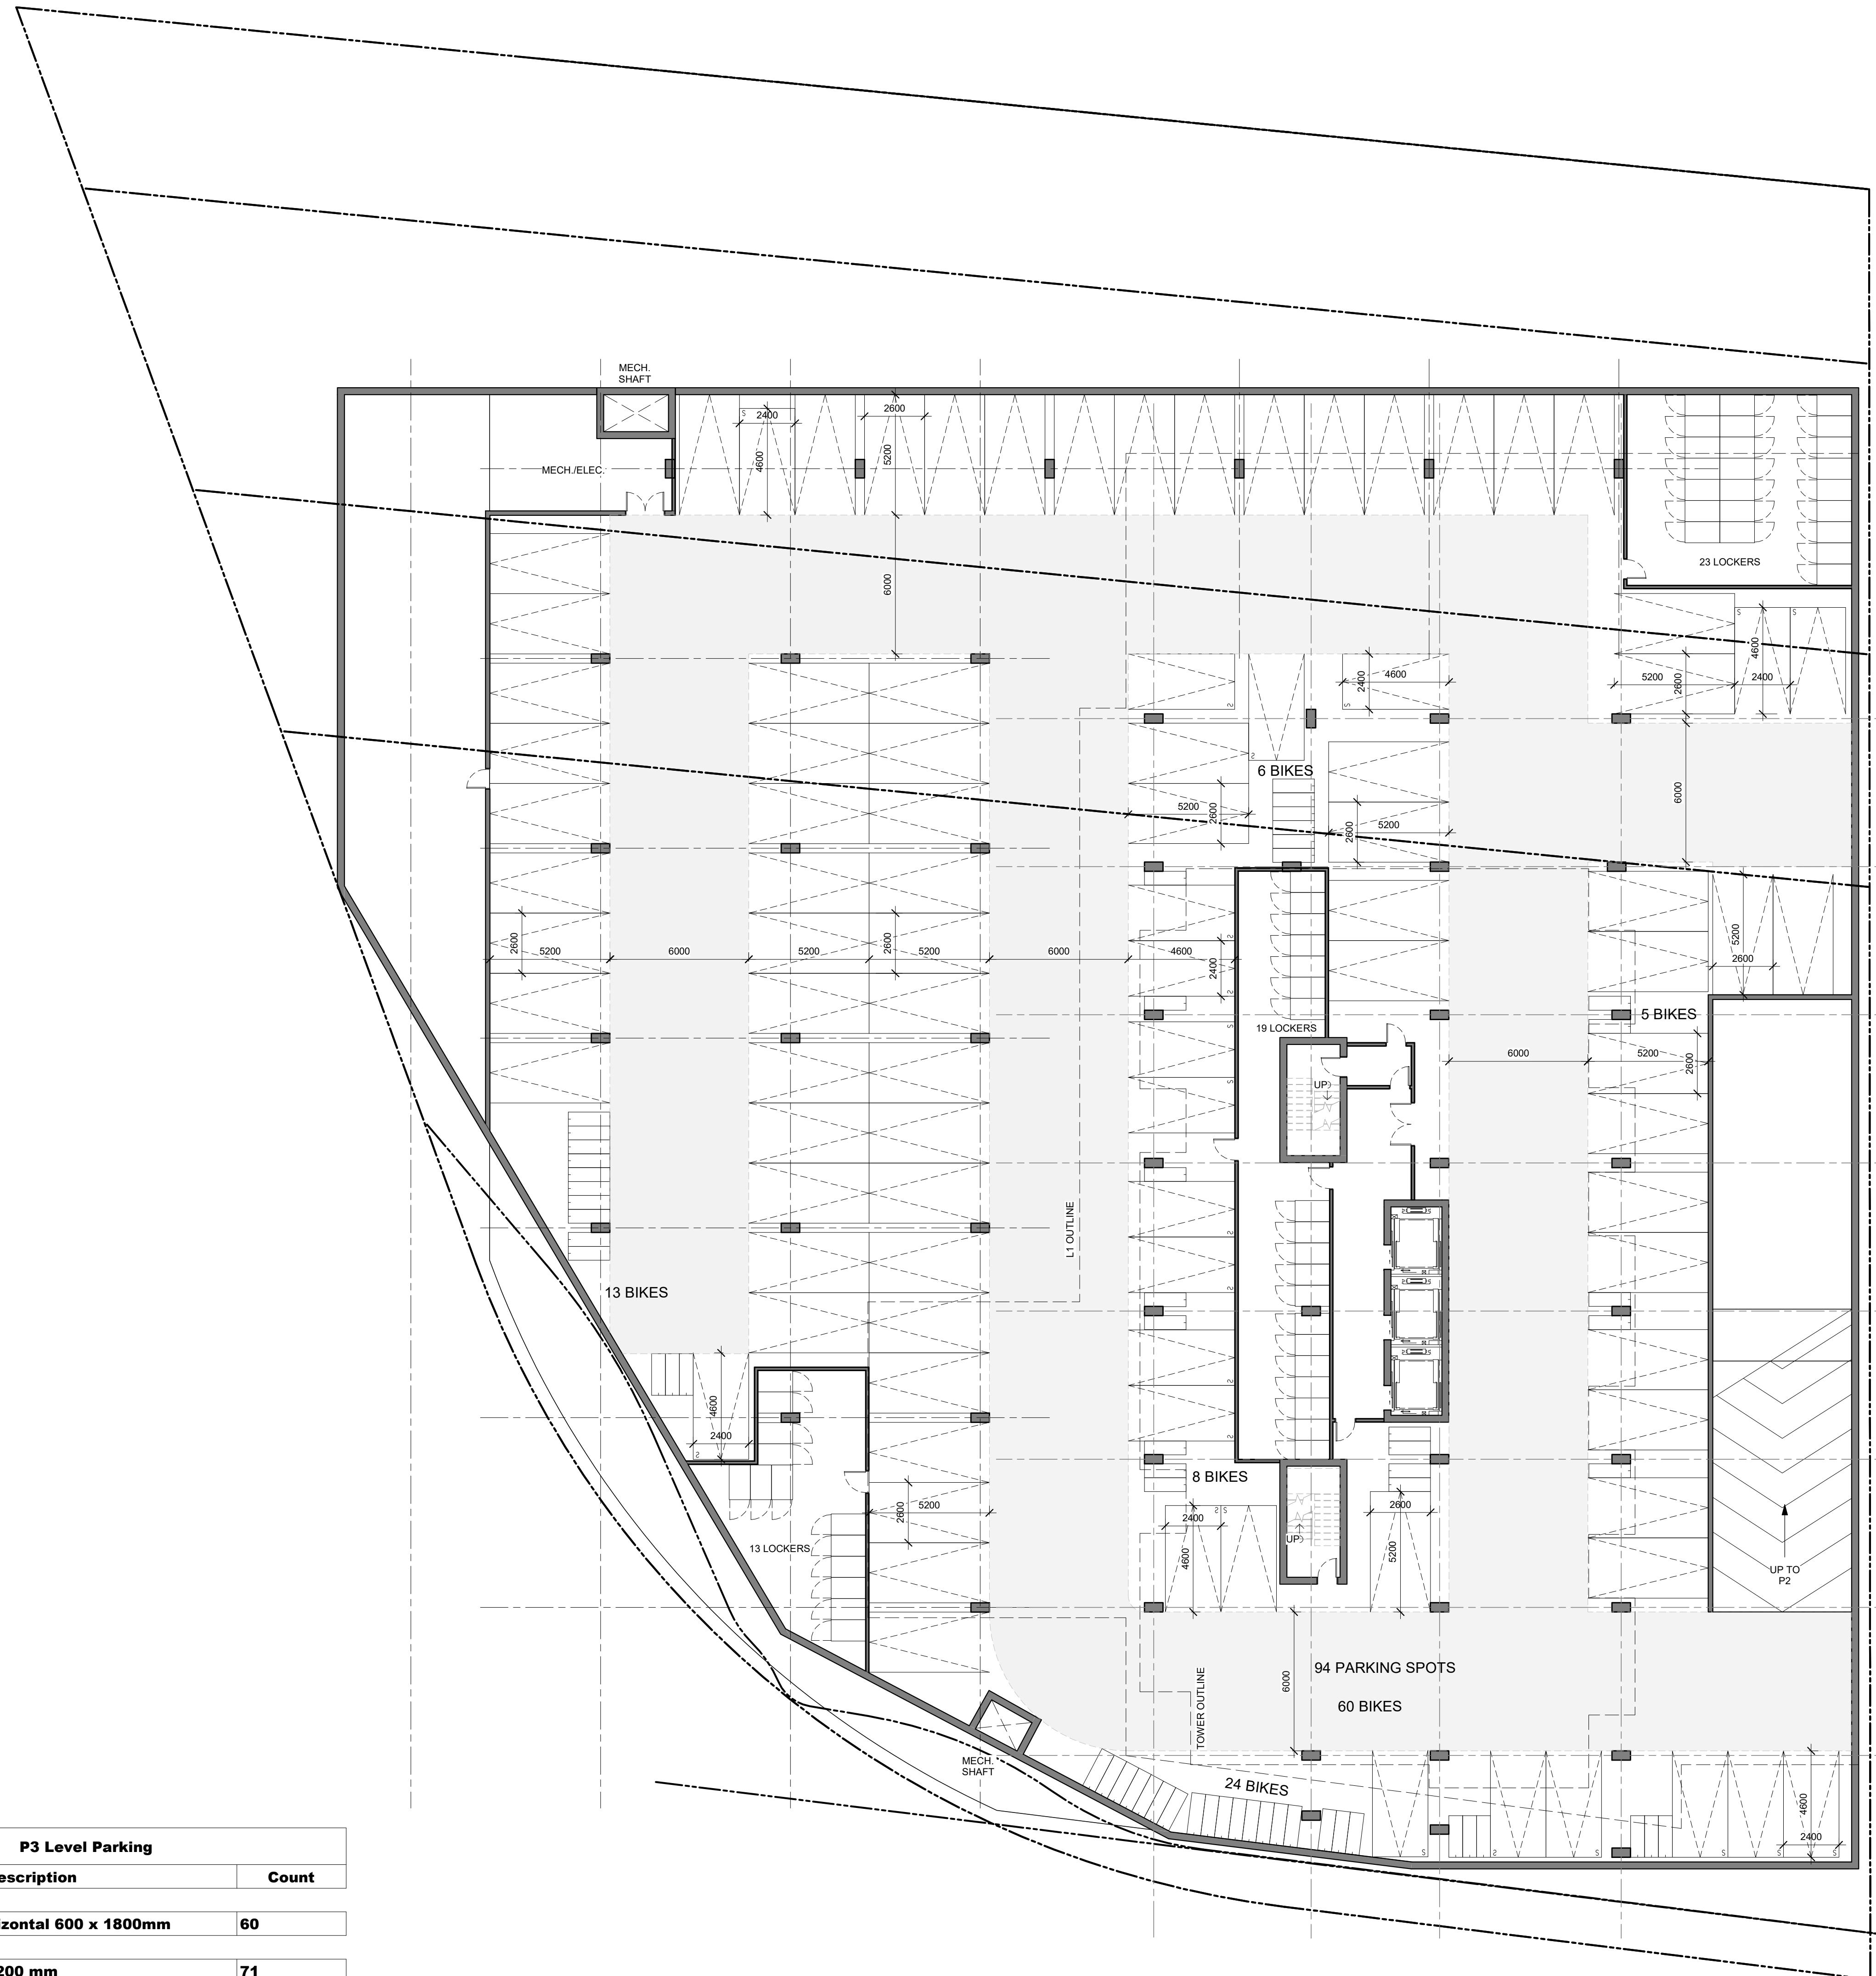 MECH.
SHAFT
2400
2600
S
4600
5200
MECH./ELEC.
23 LOCKERS
6000
S
S
4600
2400
4600
S
S
5200
2600
2400
6 BIKES
S
5200
2600
2600
5200
6000
2600
5200
6000
5200
2600
5200
6000
4600
2400
S
S
5200
2600
19 LOCKERS
5 BIKES
S
S
6000
5200
2600
UP
L1 OUTLINE
S
S
13 BIKES
S
S
4600
2400
S
8 BIKES
2600
5200
S S
2400
4600
2600
5200
UP
13 LOCKERS
UP TO
P2
94 PARKING SPOTS
6000
TOWER OUTLINE
60 BIKES
MECH.
SHAFT
24 BIKES
4600
2400
S
S
S
S
S
P3 Level Parking
escription
Count
izontal 600 x 1800mm
60
200 mm
71